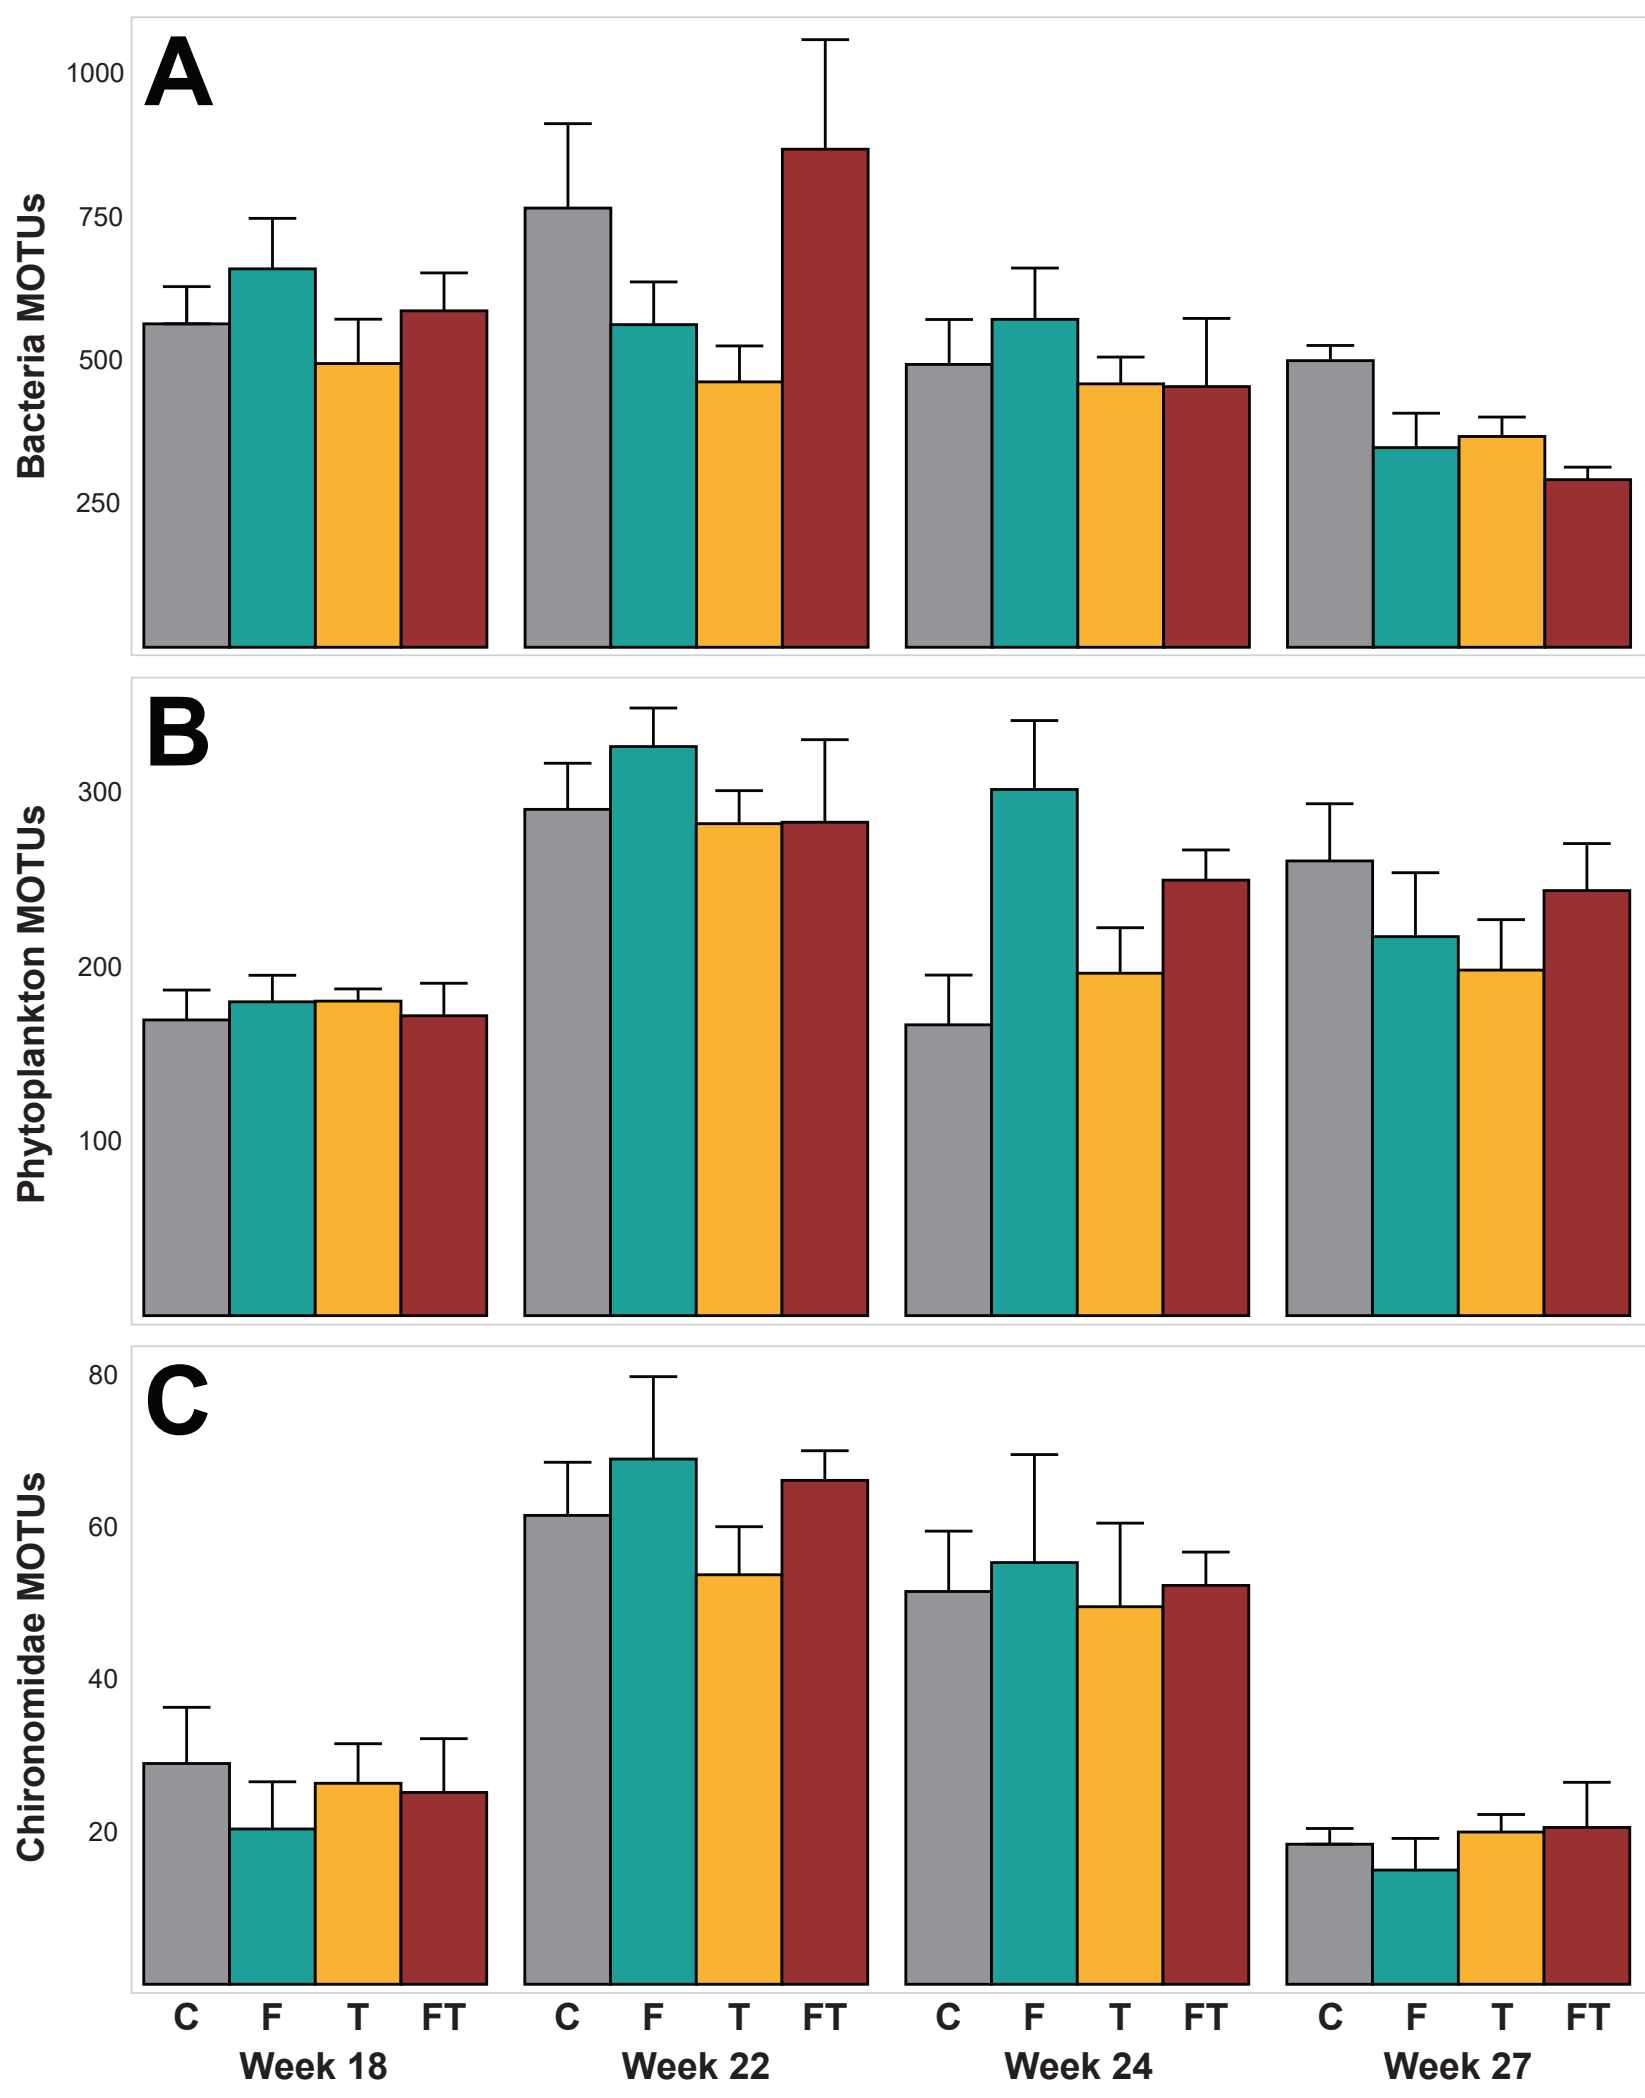 A
Bacteria MOTUs
1000
750
500
250
B
Phytoplankton MOTUs
300
200
100
C
Chironomidae MOTUs
80
60
40
20
C F T FT C F T FT C F T FT C F T FT
Week 18 Week 22 Week 24 Week 27